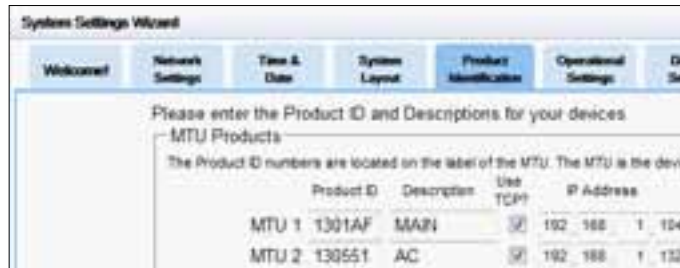 System Settings Wizard
Welcome! Network Settings Time & Date System Layout Product Identification Operational Settings
Please enter the Product ID and Descriptions for your devices
MTU Products
The Product ID numbers are located on the label of the MTU. The MTU is the devi
Product ID Description Use TCP? IP Address
MTU 1 1301AF MAIN 192 168 1 104
MTU 2 130551 AC 192 168 1 132